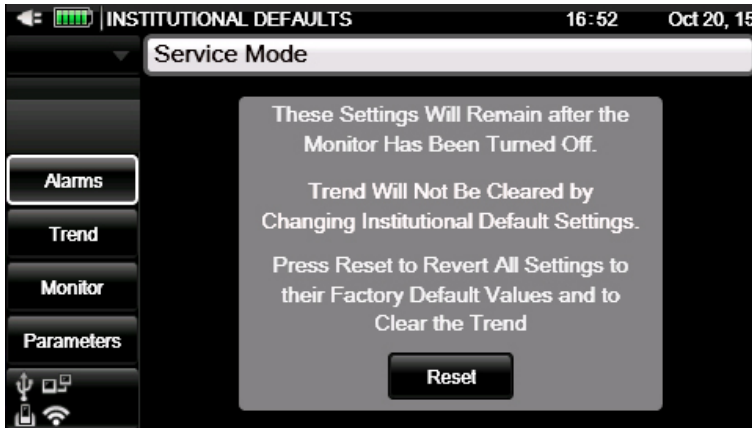 INSTITUTIONAL DEFAULTS 16:52 Oct 20, 15
Service Mode
These Settings Will Remain after the
Monitor Has Been Turned Off.
Trend Will Not Be Cleared by
Changing Institutional Default Settings.
Press Reset to Revert All Settings to
their Factory Default Values and to
Clear the Trend
Reset
Alarms
Trend
Monitor
Parameters